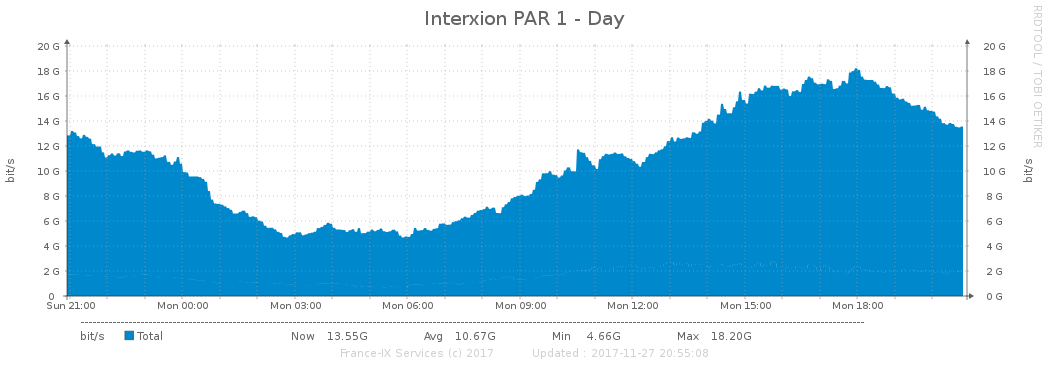 Interxion PAR 1 - Day
RRDTOOL / TOBI OETIKER
bit/s
bit/s
20 G 20 G
18 G 18 G
16 G 16 G
14 G 14 G
12 G 12 G
10 G 10 G
8 G 8 G
6 G 6 G
4 G 4 G
2 G 2 G
0 0 G
Sun 21:00 Mon 00:00 Mon 03:00 Mon 06:00 Mon 09:00 Mon 12:00 Mon 15:00 Mon 18:00
bit/s Total Now 13.55G Avg 10.67G Min 4.66G Max 18.20G
France-IX Services (c) 2017 Updated : 2017-11-27 20:55:08